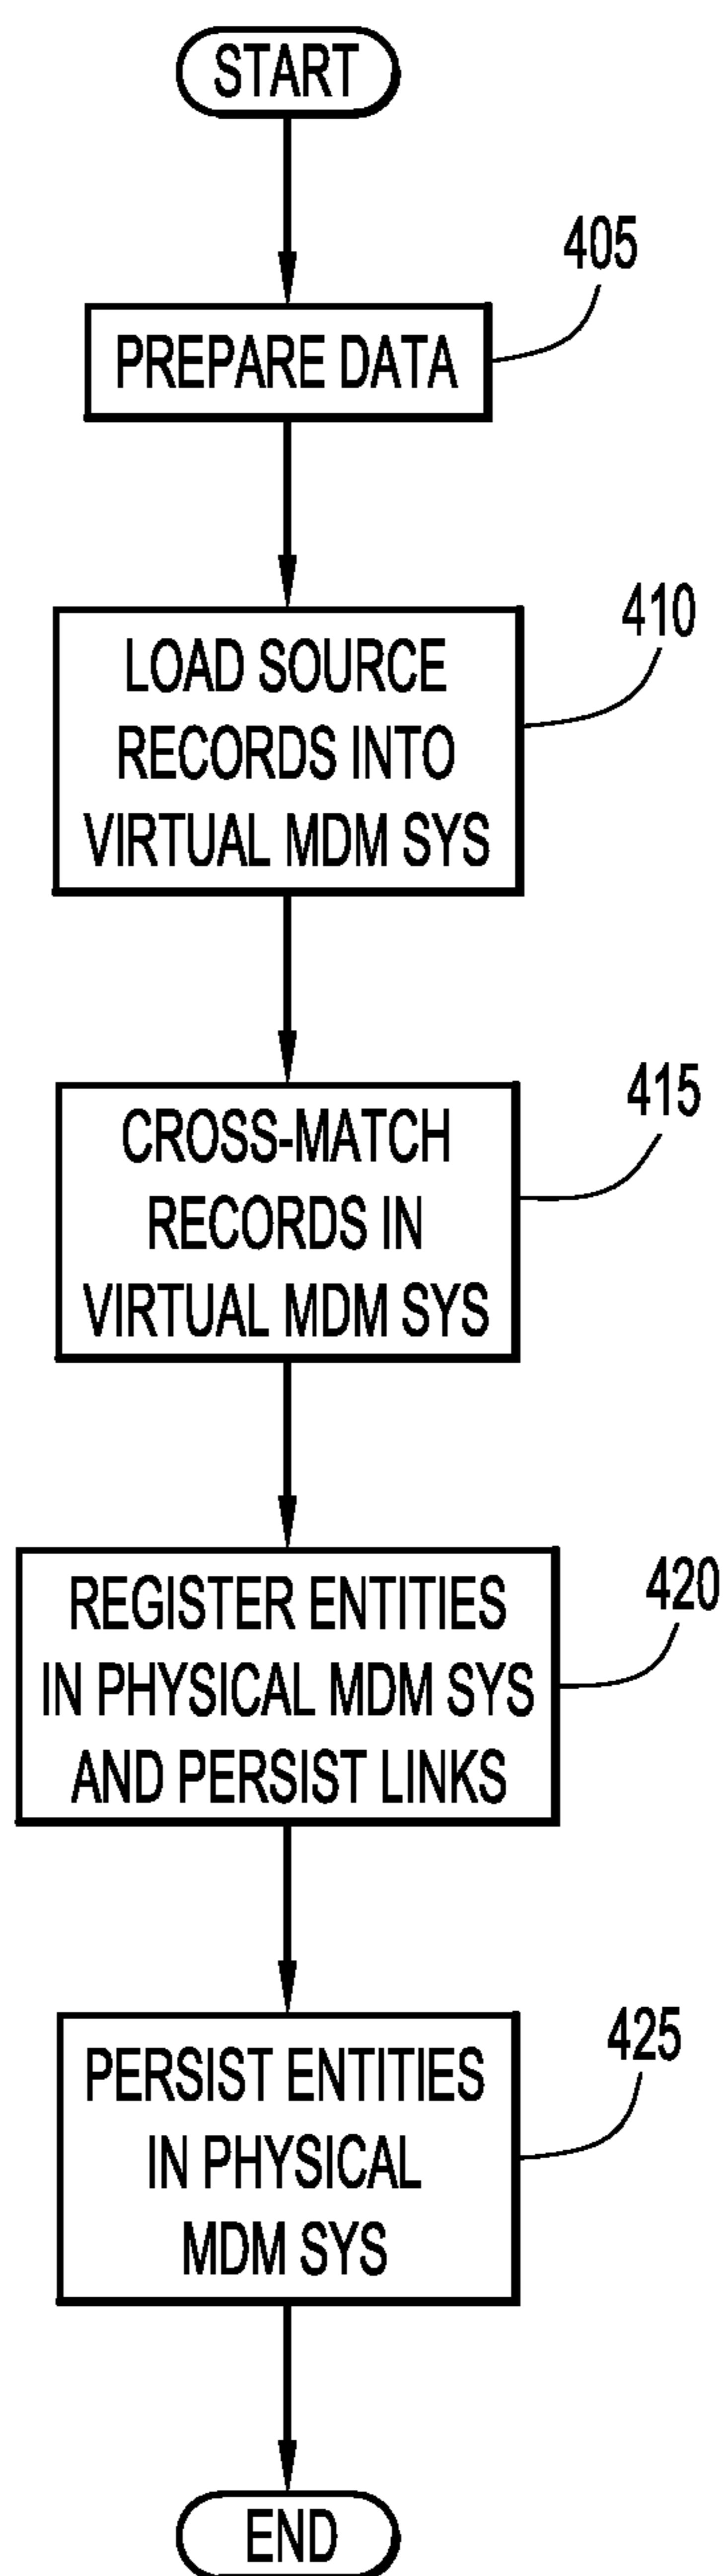 START
405
PREPARE DATA
410
LOAD SOURCE
RECORDS INTO
VIRTUAL MDM SYS
415
CROSS-MATCH
RECORDS IN
VIRTUAL MDM SYS
420
REGISTER ENTITIES
IN PHYSICAL MDM SYS
AND PERSIST LINKS
425
PERSIST ENTITIES
IN PHYSICAL
MDM SYS
END